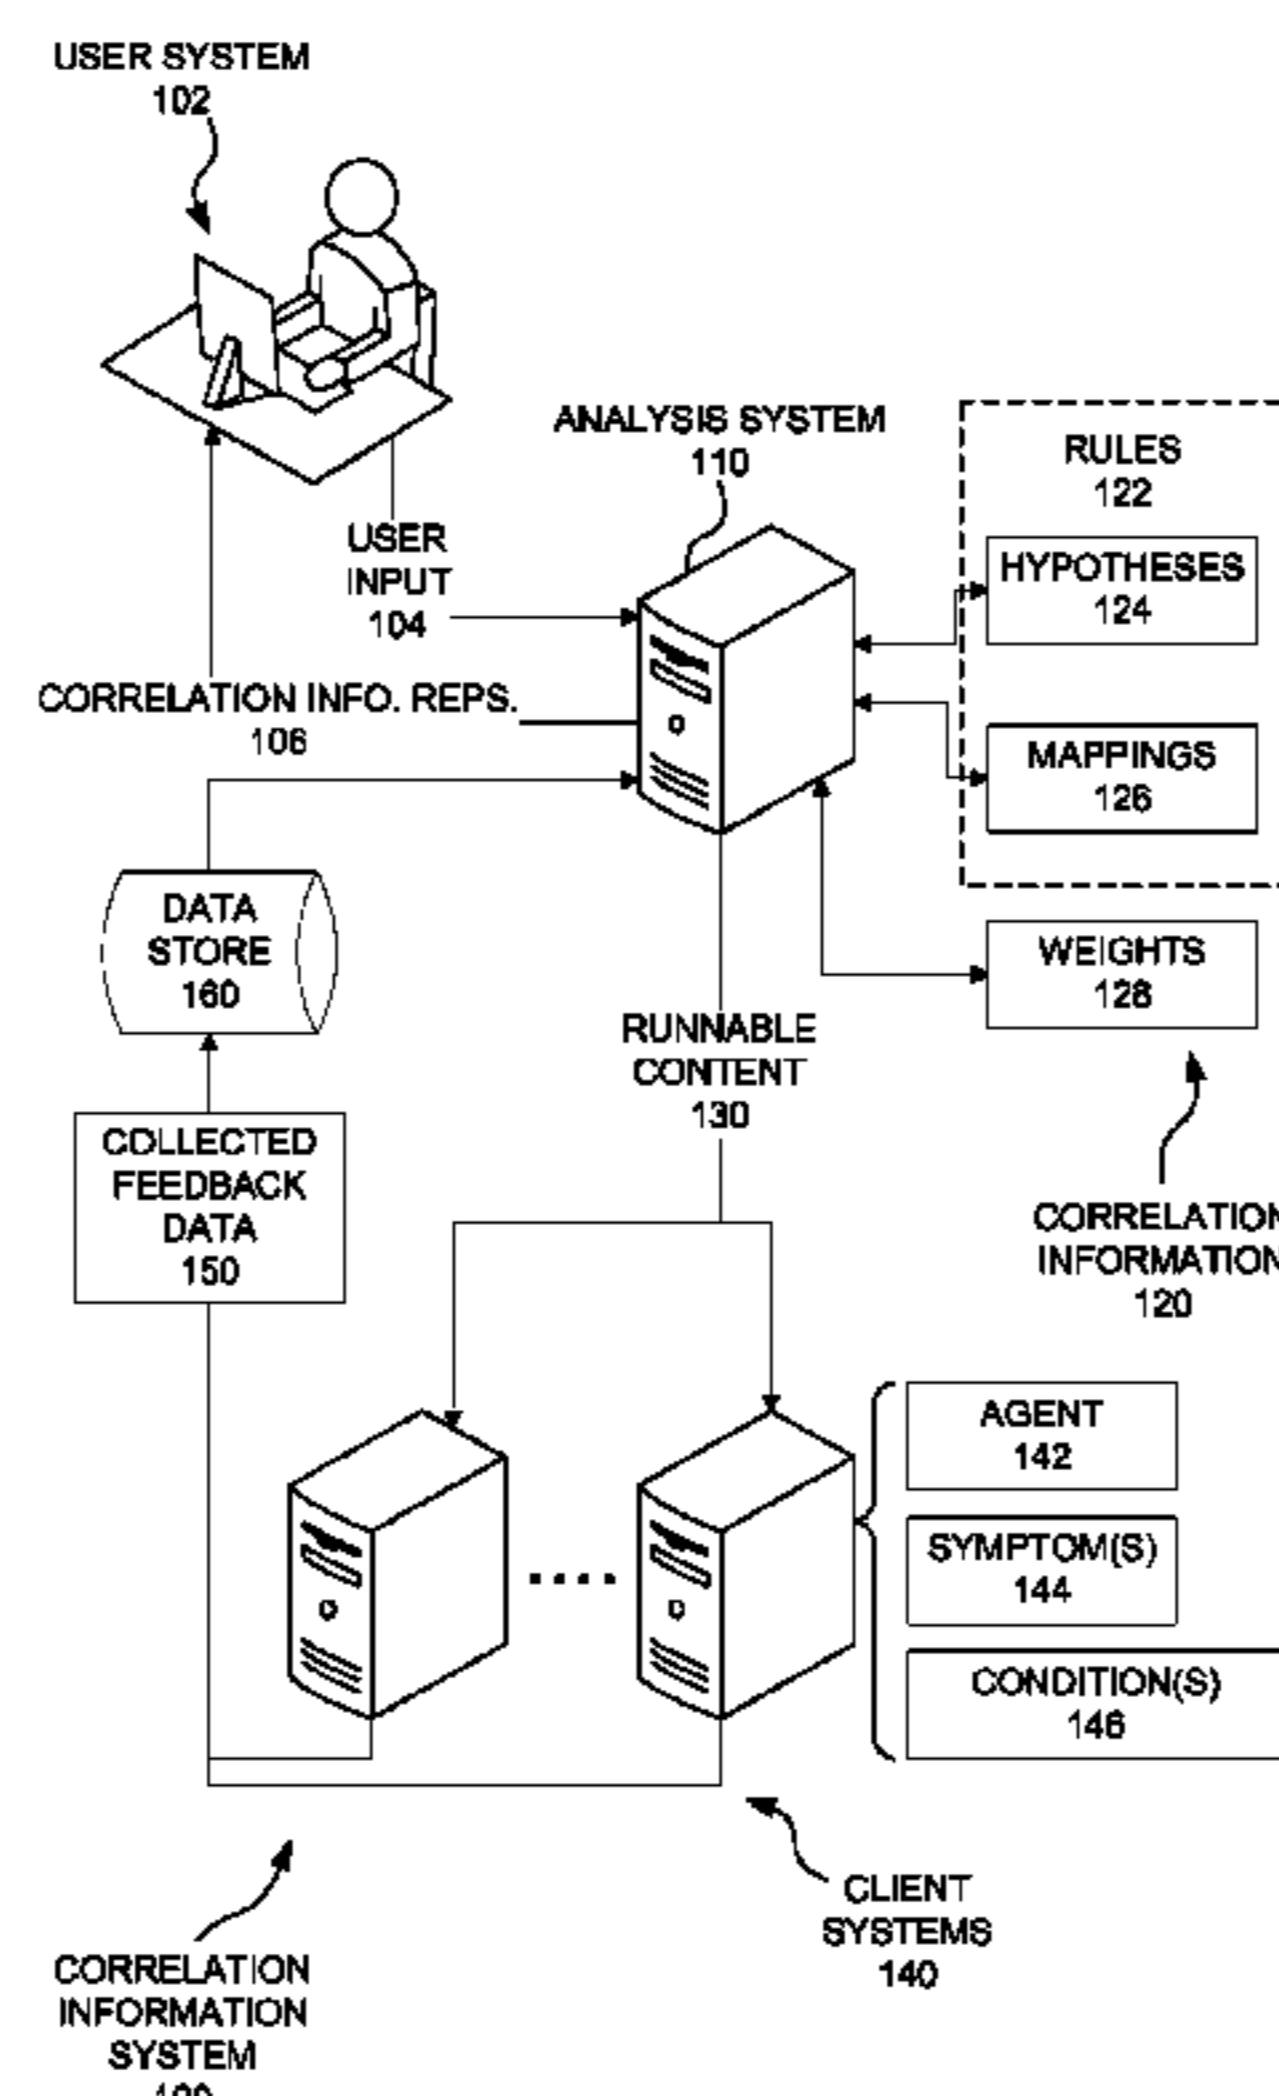 USER SYSTEM
102
ANALYSIS SYSTEM
110
RULES
122
HYPOTHESES
124
USER
INPUT
104
CORRELATION INFO. REPS.
106
MAPPINGS
126
DATA
STORE
160
WEIGHTS
128
RUNNABLE
CONTENT
130
COLLECTED
FEEDBACK
DATA
150
CORRELATION
INFORMATION
120
AGENT
142
SYMPTOM(S)
144
CONDITION(S)
146
CLIENT
SYSTEMS
140
CORRELATION
INFORMATION
SYSTEM